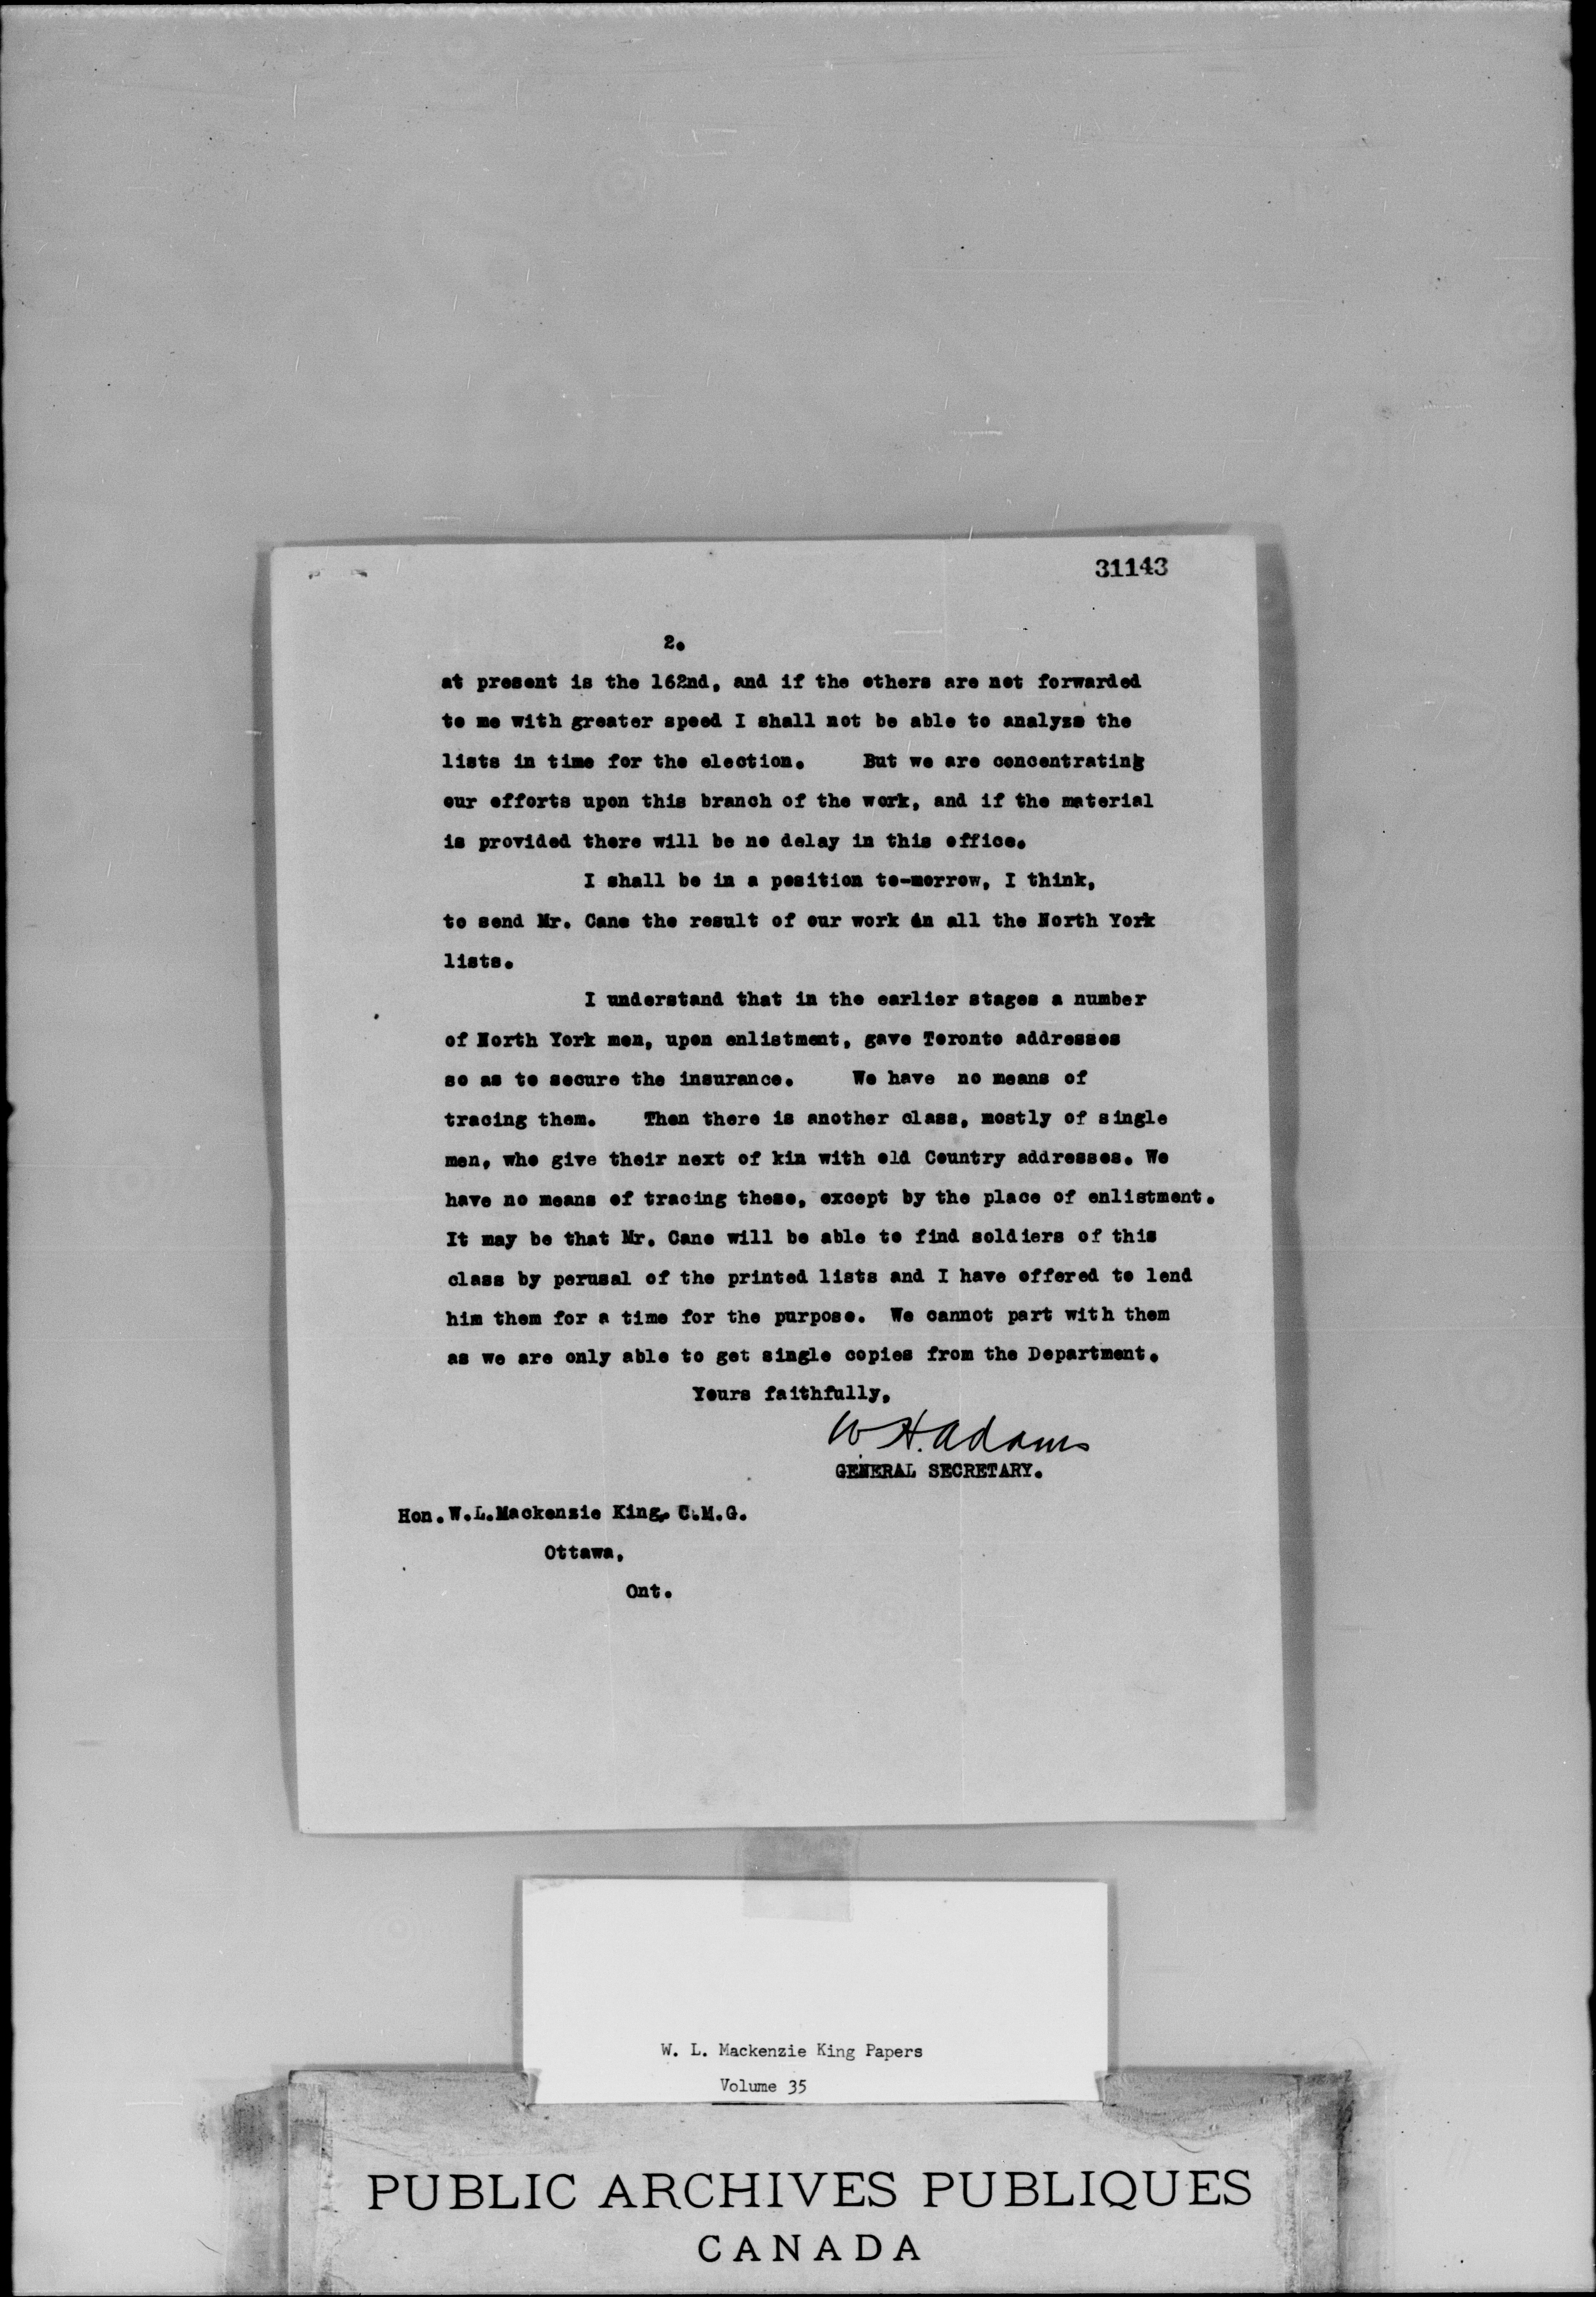 31143
2.
at present is the 162nd, and if the others are not forwarded
to me with greater speed I shall not be able to analyze the
lists in time for the election. But we are concentrating
our efforts upon this branch of the work, and if the material
is provided there will be no delay in this office.
I shall be in a position to-morrow, I think,
to send Mr. Cane the result of our work in all the North York
lists.
I understand that in the earlier stages a number
of North York men, upon enlistment, gave Toronto addresses
so as to secure the insurance. We have no means of
tracing them. Then there is another class, mostly of single
men, who give their next of kin with old Country addresses. We
have no means of tracing these, except by the place of enlistment.
It may be that Mr. Cane will be able to find soldiers of this
class by perusal of the printed lists and I have offered to lend
him them for a time for the purpose. We cannot part with them
as we are only able to get single copies from the Department.
Yours faithfully,
W. H. Adams
GENERAL SECRETARY.
Hon. W.L.Mackenzie King, C.M.G.
Ottawa,
Ont.
W. L. Mackenzie King Papers
Volume 35
PUBLIC ARCHIVES PUBLIQUES
CANADA